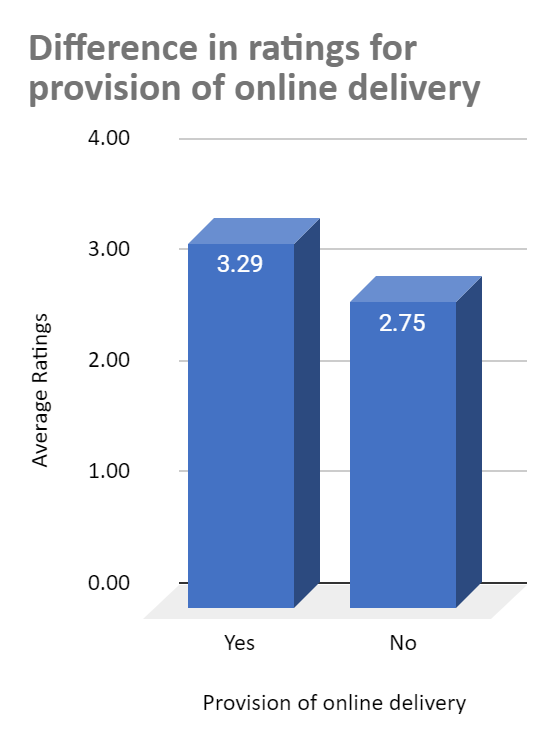 Difference in ratings for
provision of online delivery
4.00
3.00
2.00
1.00
0.00
Average Ratings
3.29
2.75
Yes
No
Provision of online delivery